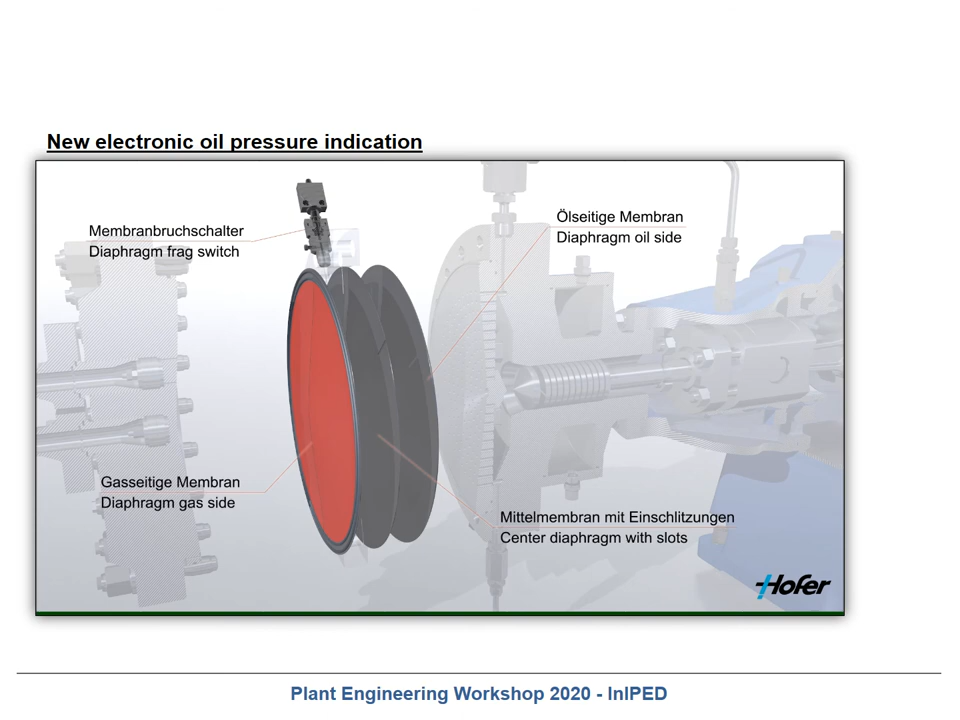 New electronic oil pressure indication
Membranbruchschalter
Diaphragm frag switch
Ölseitige Membran
Diaphragm oil side
Gasseitige Membran
Diaphragm gas side
Mittelmembran mit Einschlitzungen
Center diaphragm with slots
Hofer
Plant Engineering Workshop 2020 - InIPED